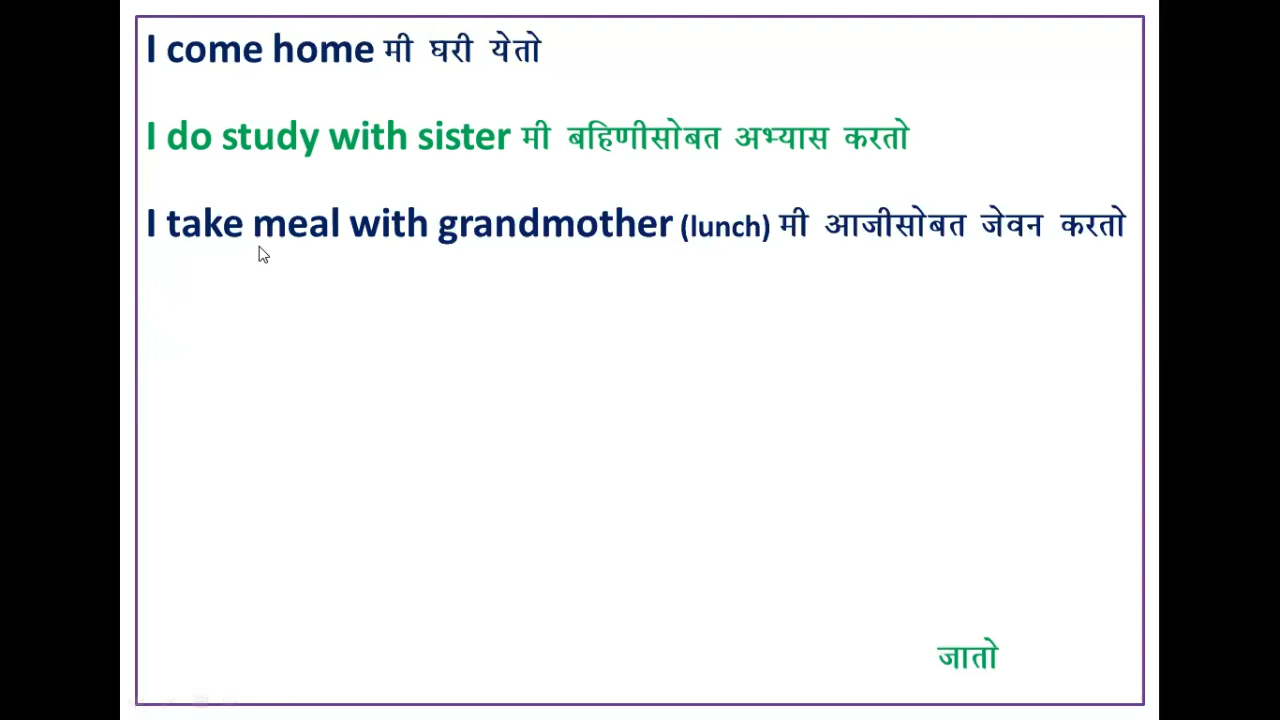 I come home मी घरी येतो
I do study with sister मी बहिणीसोबत अभ्यास करतो
I take meal with grandmother (lunch) मी आजीसोबत जेवन करतो
जातो